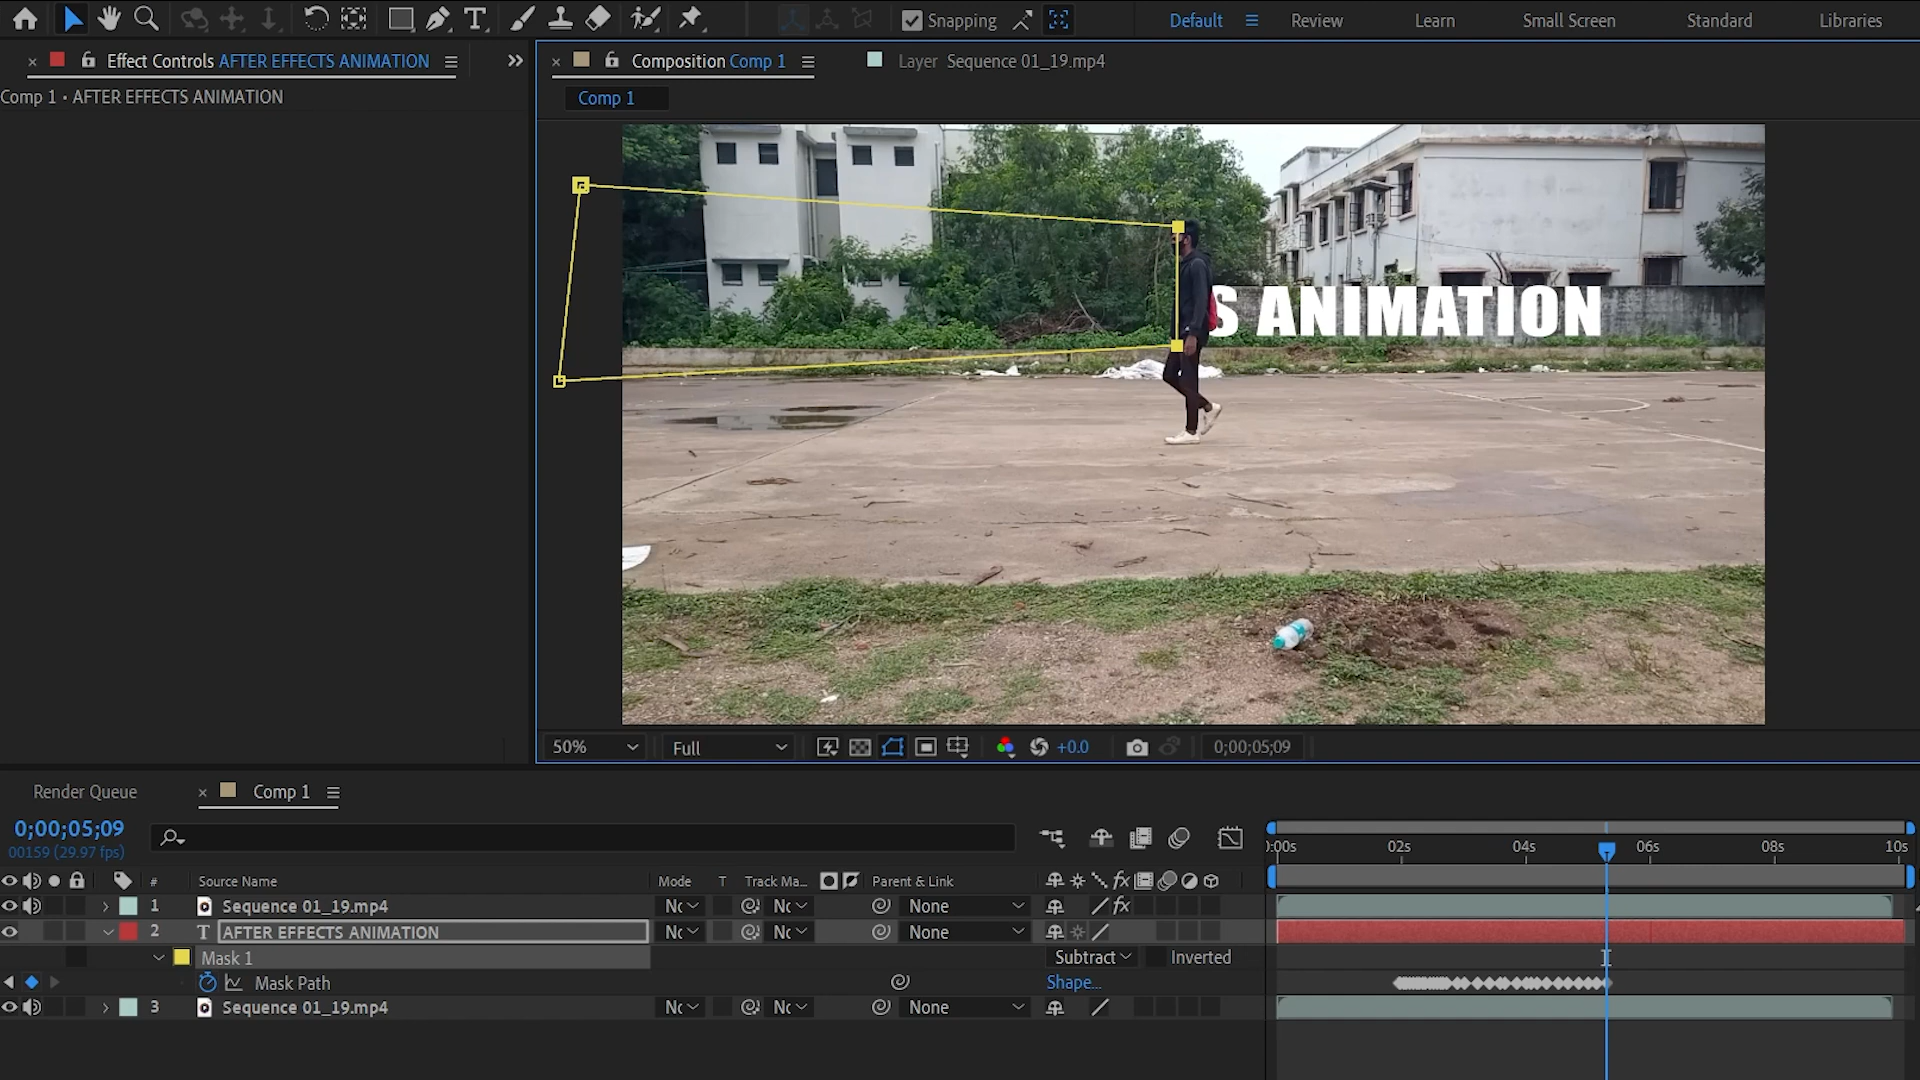 Snapping
Default
Review
Learn
Small Screen
Standard
Libraries
Effect Controls AFTER EFFECTS ANIMATION
Composition Comp 1
Layer Sequence 01_19.mp4
Comp 1 • AFTER EFFECTS ANIMATION
Comp 1
S ANIMATION
50%
Full
+0.0
0;00;05;09
Render Queue
Comp 1
0;00;05;09
00159 (29.97 fps)
:00s 02s 04s 06s 08s 10s
# Source Name Mode T Track Ma... Parent & Link
1 Sequence 01_19.mp4 None
2 T AFTER EFFECTS ANIMATION None
Mask 1 Subtract Inverted
Mask Path Shape...
3 Sequence 01_19.mp4 None